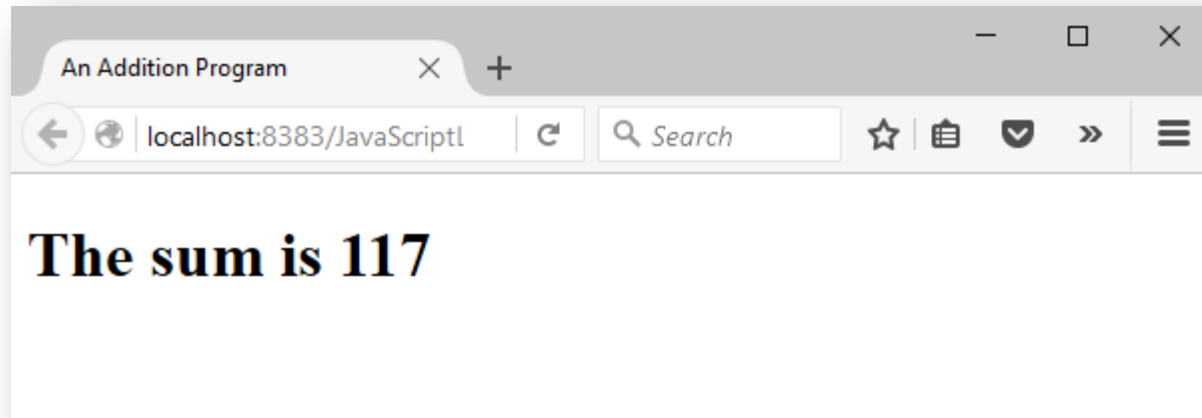 An Addition Program
localhost:8383/JavaScriptl
Search
The sum is 117